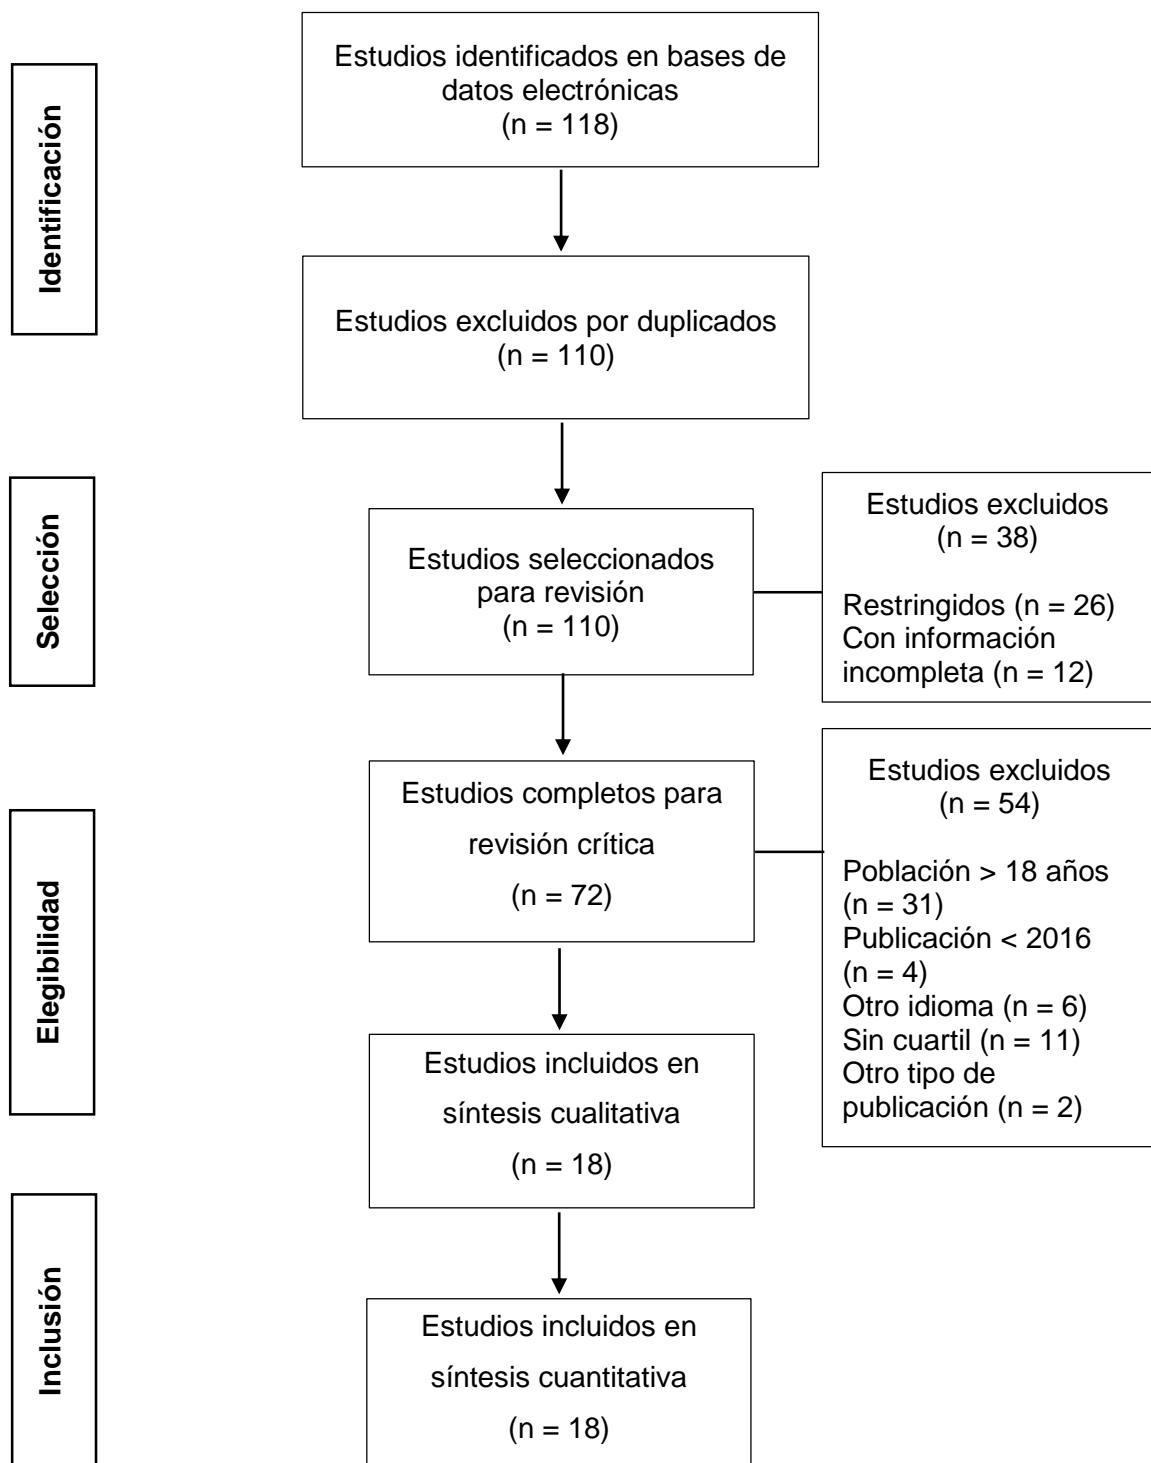 Identificación
Estudios identificados en bases de
datos electrónicas
(n = 118)
Estudios excluidos por duplicados
(n = 110)
Selección
Estudios seleccionados
para revisión
(n = 110)
Estudios excluidos
(n = 38)
Restringidos (n = 26)
Con información
incompleta (n = 12)
Elegibilidad
Estudios completos para
revisión crítica
(n = 72)
Estudios excluidos
(n = 54)
Población > 18 años
(n = 31)
Publicación < 2016
(n = 4)
Otro idioma (n = 6)
Sin cuartil (n = 11)
Otro tipo de
publicación (n = 2)
Estudios incluidos en
síntesis cualitativa
(n = 18)
Inclusión
Estudios incluidos en
síntesis cuantitativa
(n = 18)